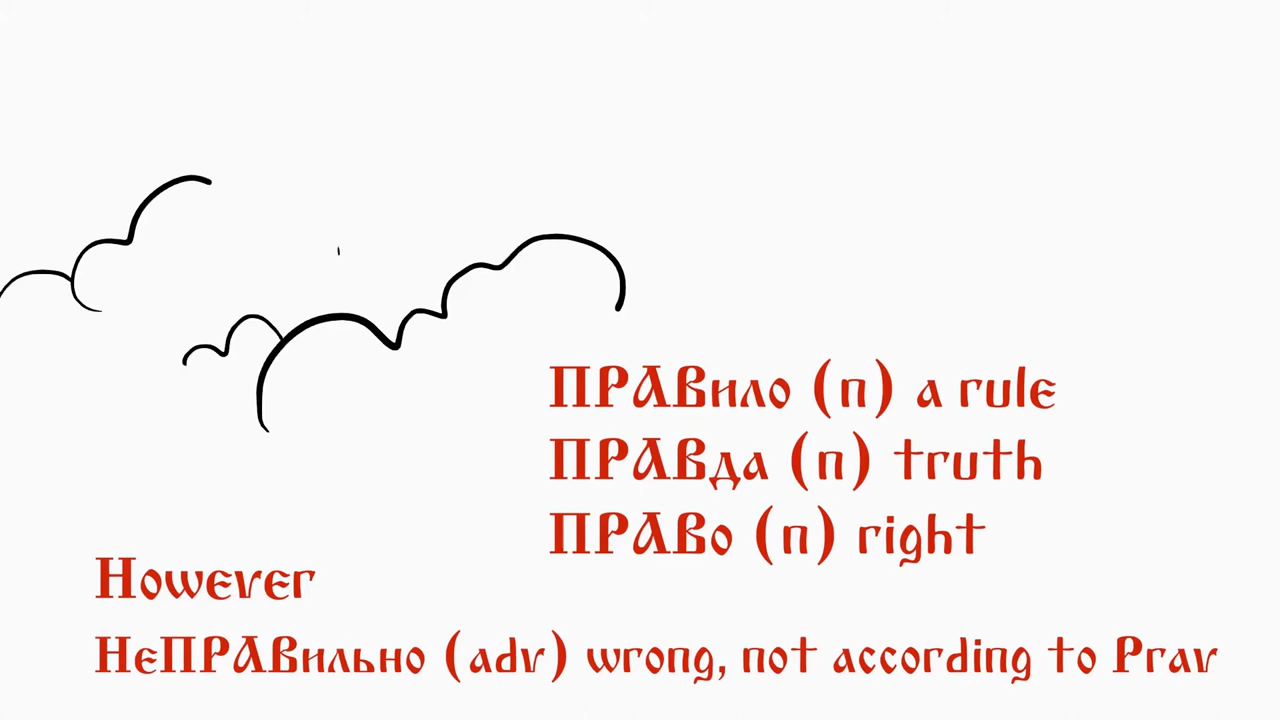 ПРАВило (n) a rule
ПРАВда (n) truth
ПРАВо (n) right
However
НеПРАВильно (adv) wrong, not according to Prav